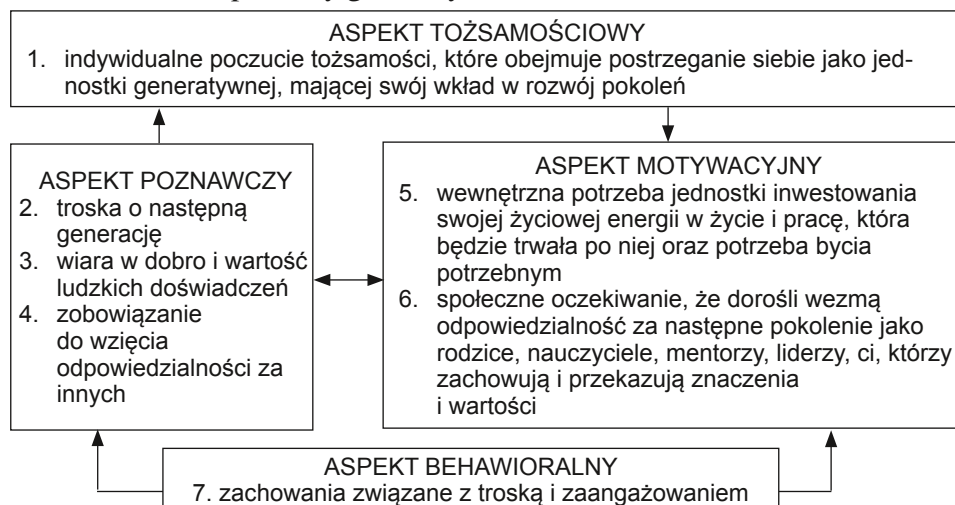 ASPEKT TOŻSAMOŚCIOWY
1. indywidualne poczucie tożsamości, które obejmuje postrzeganie siebie jako jed-
nostki generatywnej, mającej swój wkład w rozwój pokoleń
ASPEKT POZNAWCZY
2. troska o następną
generację
3. wiara w dobro i wartość
ludzkich doświadczeń
4. zobowiązanie
do wzięcia
odpowiedzialności za
innych
ASPEKT MOTYWACYJNY
5. wewnętrzna potrzeba jednostki inwestowania
swojej życiowej energii w życie i pracę, która
będzie trwała po niej oraz potrzeba bycia
potrzebnym
6. społeczne oczekiwanie, że dorośli wezmą
odpowiedzialność za następne pokolenie jako
rodzice, nauczyciele, mentorzy, liderzy, ci, którzy
zachowują i przekazują znaczenia
i wartości
ASPEKT BEHAWIORALNY
7. zachowania związane z troską i zaangażowaniem